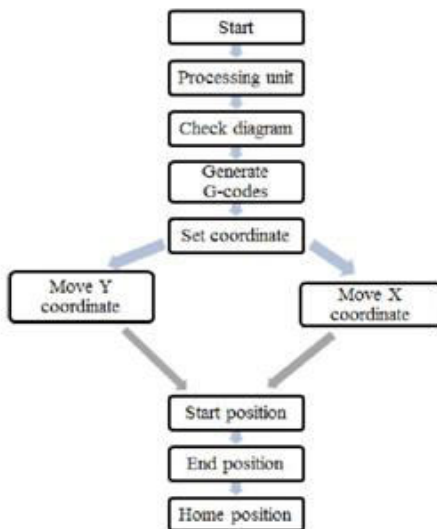 Start
Processing unit
Check diagram
Generate
G-codes
Set coordinate
Move Y
coordinate
Move X
coordinate
Start position
End position
Home position